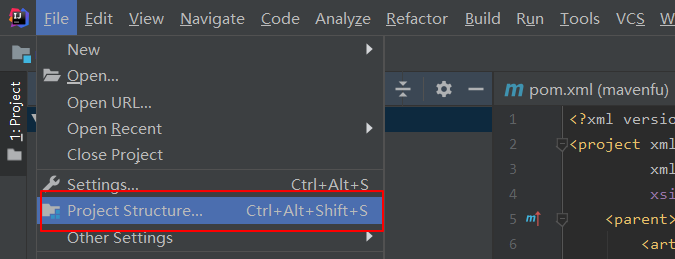 File Edit View Navigate Code Analyze Refactor Build Run Tools VCS W
New
Open...
Open URL...
Open Recent
Close Project
Settings... Ctrl+Alt+S
Project Structure... Ctrl+Alt+Shift+S
Other Settings
1: Project
pom.xml (mavenfu)
1 <?xml versio
2 <project xml
3 xml
4 xsi
5 <parent>
6 <art